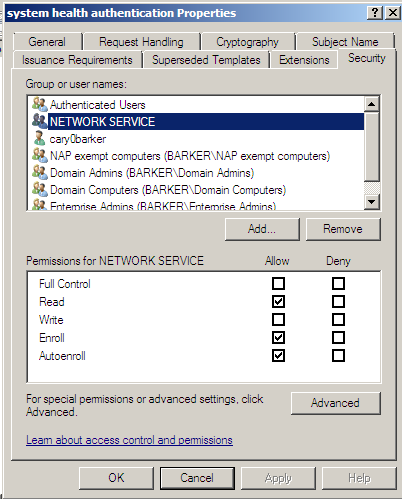 system health authentication Properties
General Request Handling Cryptography Subject Name
Issuance Requirements Superseded Templates Extensions Security
Group or user names:
Authenticated Users
NETWORK SERVICE
cary0barker
NAP exempt computers (BARKER\NAP exempt computers)
Domain Admins (BARKER\Domain Admins)
Domain Computers (BARKER\Domain Computers)
Enterprise Admins (BARKER\Enterprise Admins)
Add... Remove
Permissions for NETWORK SERVICE Allow Deny
Full Control
Read
Write
Enroll
Autoenroll
For special permissions or advanced settings, click
Advanced. Advanced
Learn about access control and permissions
OK Cancel Apply Help